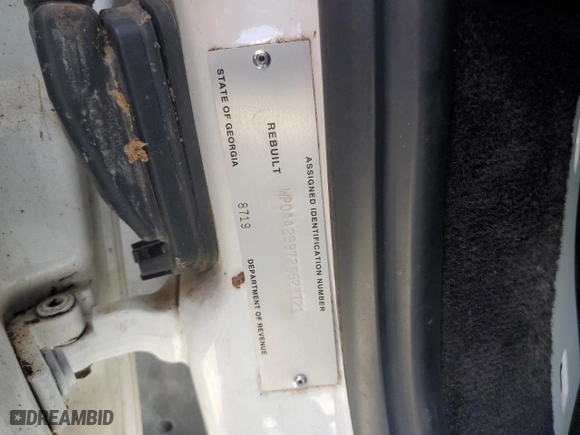 ASSIGNED IDENTIFICATION NUMBER
REBUILT
STATE OF GEORGIA
8719
DEPARTMENT OF REVENUE
DREAMBID